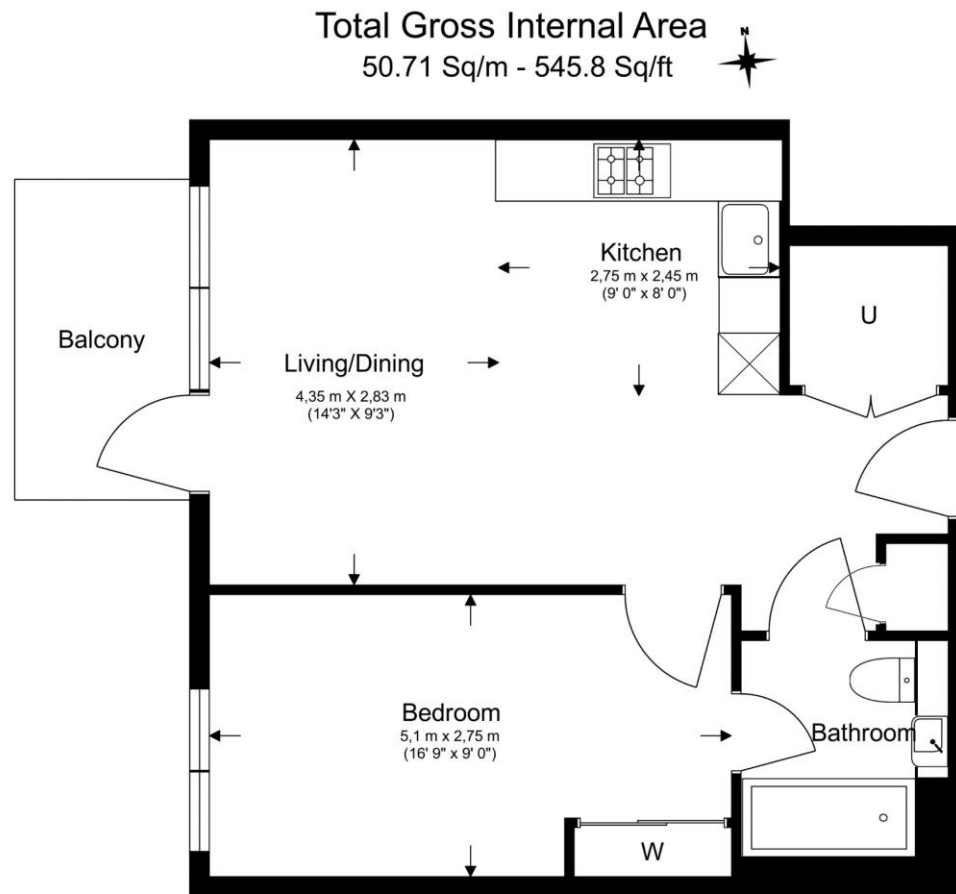 Total Gross Internal Area
50.71 Sq/m - 545.8 Sq/ft
N
Kitchen
2,75 m x 2,45 m
(9' 0" x 8' 0")
U
Balcony
Living/Dining
4,35 m X 2,83 m
(14'3" X 9'3")
Bedroom
5,1 m x 2,75 m
(16' 9" x 9' 0")
Bathroom
W